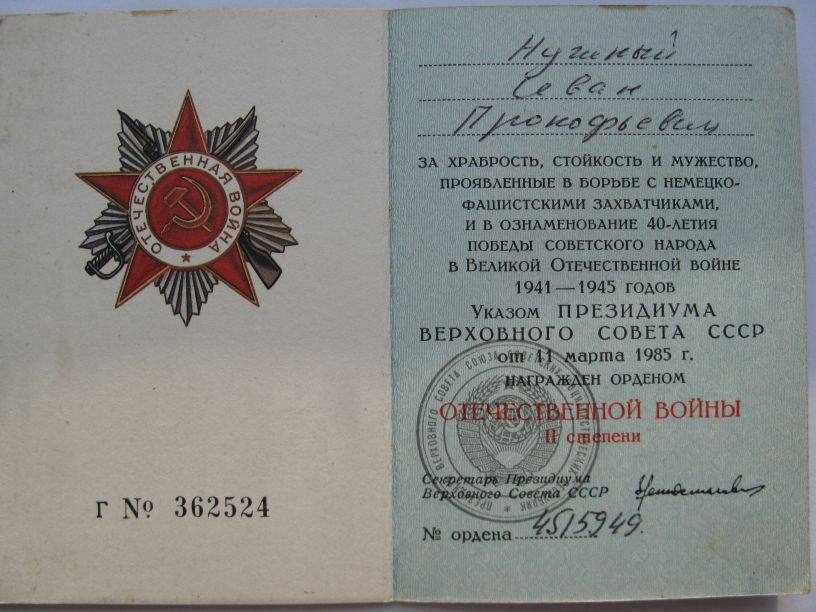 ОТЕЧЕСТВЕННАЯ ВОЙНА
Г № 362524
Нужный
Иван
Прокофьевич
ЗА ХРАБРОСТЬ, СТОЙКОСТЬ И МУЖЕСТВО,
ПРОЯВЛЕННЫЕ В БОРЬБЕ С НЕМЕЦКО-
ФАШИСТСКИМИ ЗАХВАТЧИКАМИ,
И В ОЗНАМЕНОВАНИЕ 40-ЛЕТИЯ
ПОБЕДЫ СОВЕТСКОГО НАРОДА
В ВЕЛИКОЙ ОТЕЧЕСТВЕННОЙ ВОЙНЕ
1941—1945 ГОДОВ
УКАЗОМ ПРЕЗИДИУМА
ВЕРХОВНОГО СОВЕТА СССР
от 11 марта 1985 г.
НАГРАЖДЕН ОРДЕНОМ
ОТЕЧЕСТВЕННОЙ ВОЙНЫ
II степени
Секретарь Президиума
Верховного Совета СССР
№ ордена 4515949.